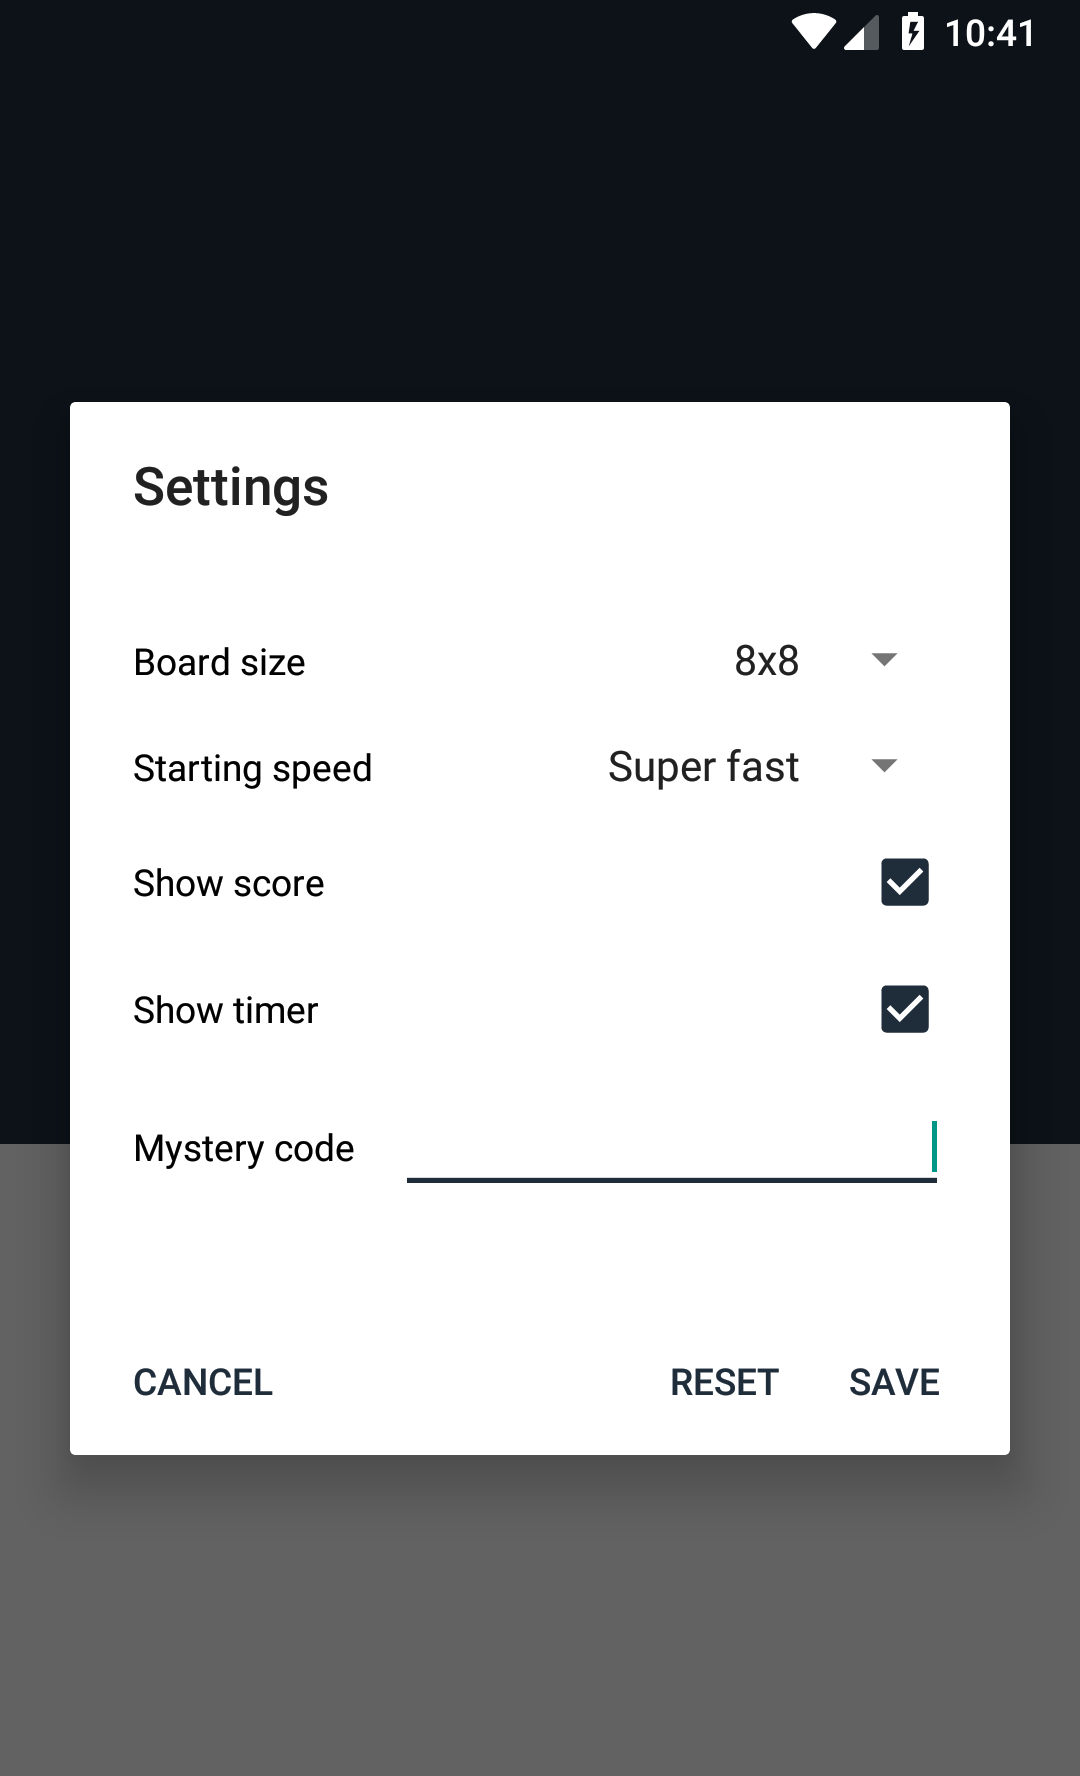 10:41
Settings
Board size 8x8
Starting speed Super fast
Show score
Show timer
Mystery code
CANCEL RESET SAVE